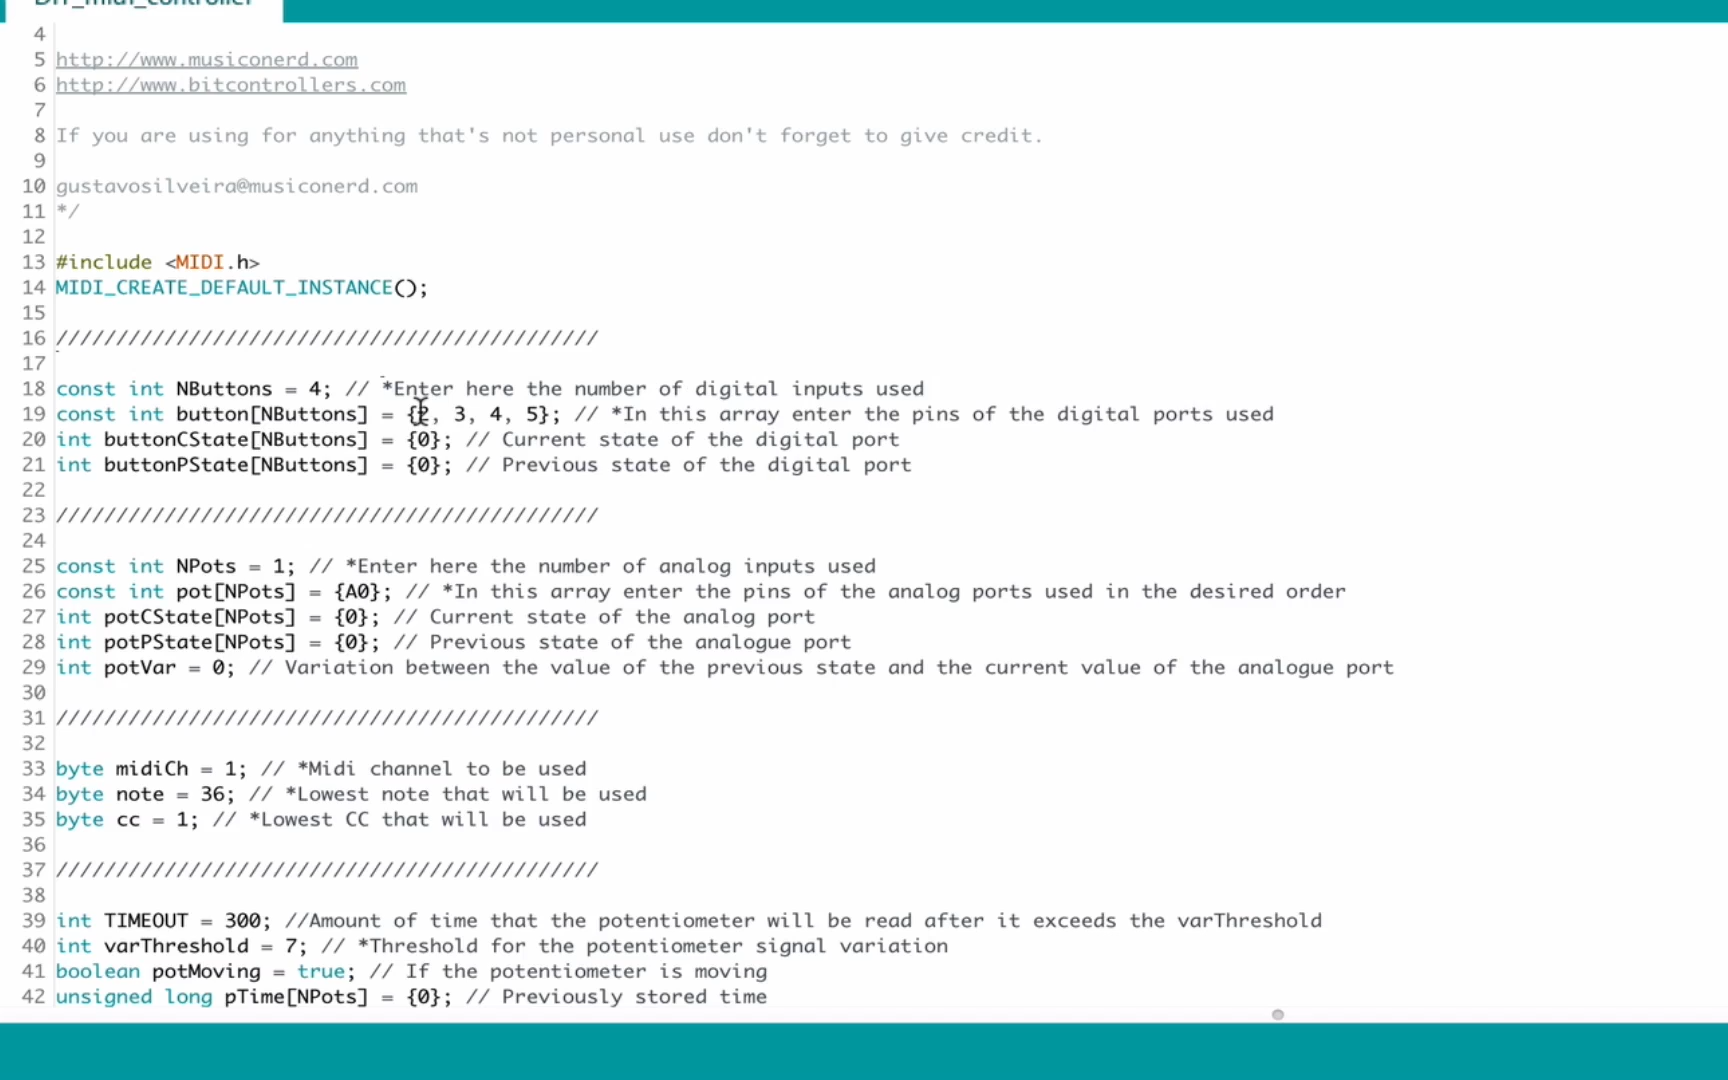 DIY_midi_controller
4
5 http://www.musiconerd.com
6 http://www.bitcontrollers.com
7
8 If you are using for anything that's not personal use don't forget to give credit.
9
10 gustavosilveira@musiconerd.com
11 */
12
13 #include <MIDI.h>
14 MIDI_CREATE_DEFAULT_INSTANCE();
15
16 /////////////////////////////////////////////
17
18 const int NButtons = 4; // *Enter here the number of digital inputs used
19 const int button[NButtons] = {2, 3, 4, 5}; // *In this array enter the pins of the digital ports used
20 int buttonCState[NButtons] = {0}; // Current state of the digital port
21 int buttonPState[NButtons] = {0}; // Previous state of the digital port
22
23 /////////////////////////////////////////////
24
25 const int NPots = 1; // *Enter here the number of analog inputs used
26 const int pot[NPots] = {A0}; // *In this array enter the pins of the analog ports used in the desired order
27 int potCState[NPots] = {0}; // Current state of the analog port
28 int potPState[NPots] = {0}; // Previous state of the analogue port
29 int potVar = 0; // Variation between the value of the previous state and the current value of the analogue port
30
31 /////////////////////////////////////////////
32
33 byte midiCh = 1; // *Midi channel to be used
34 byte note = 36; // *Lowest note that will be used
35 byte cc = 1; // *Lowest CC that will be used
36
37 /////////////////////////////////////////////
38
39 int TIMEOUT = 300; //Amount of time that the potentiometer will be read after it exceeds the varThreshold
40 int varThreshold = 7; // *Threshold for the potentiometer signal variation
41 boolean potMoving = true; // If the potentiometer is moving
42 unsigned long pTime[NPots] = {0}; // Previously stored time